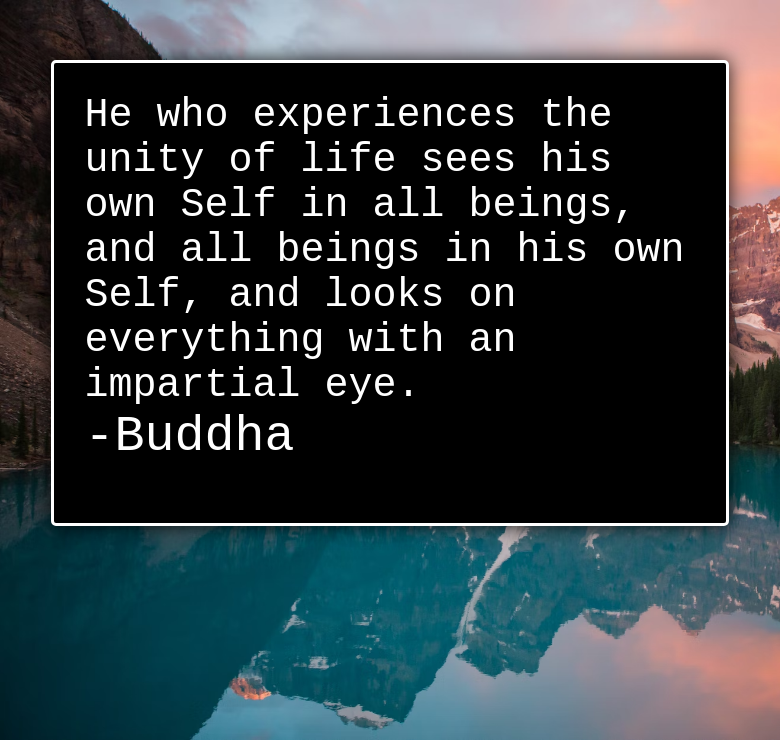 He who experiences the
unity of life sees his
own Self in all beings,
and all beings in his own
Self, and looks on
everything with an
impartial eye.
-Buddha